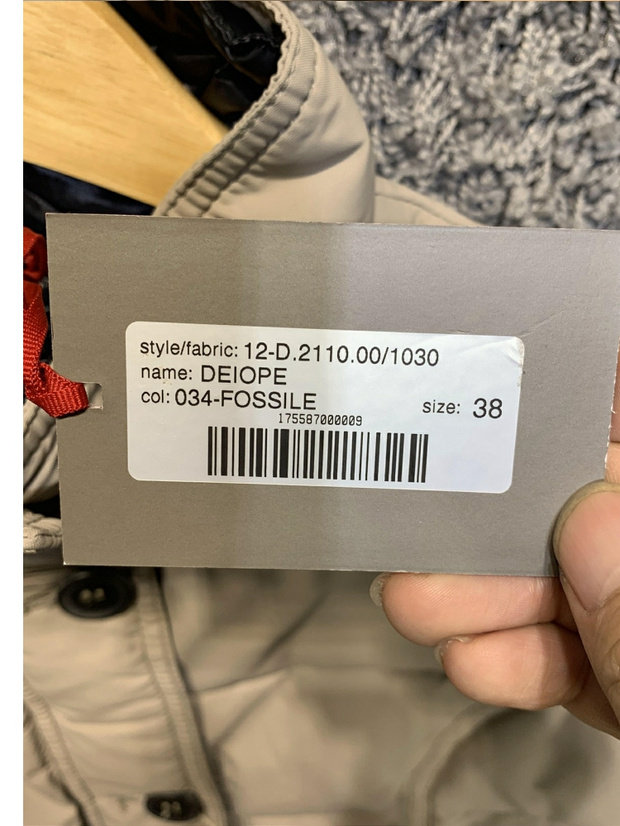 style/fabric: 12-D.2110.00/1030
name: DEIOPE
col: 034-FOSSILE
size: 38
175587000009